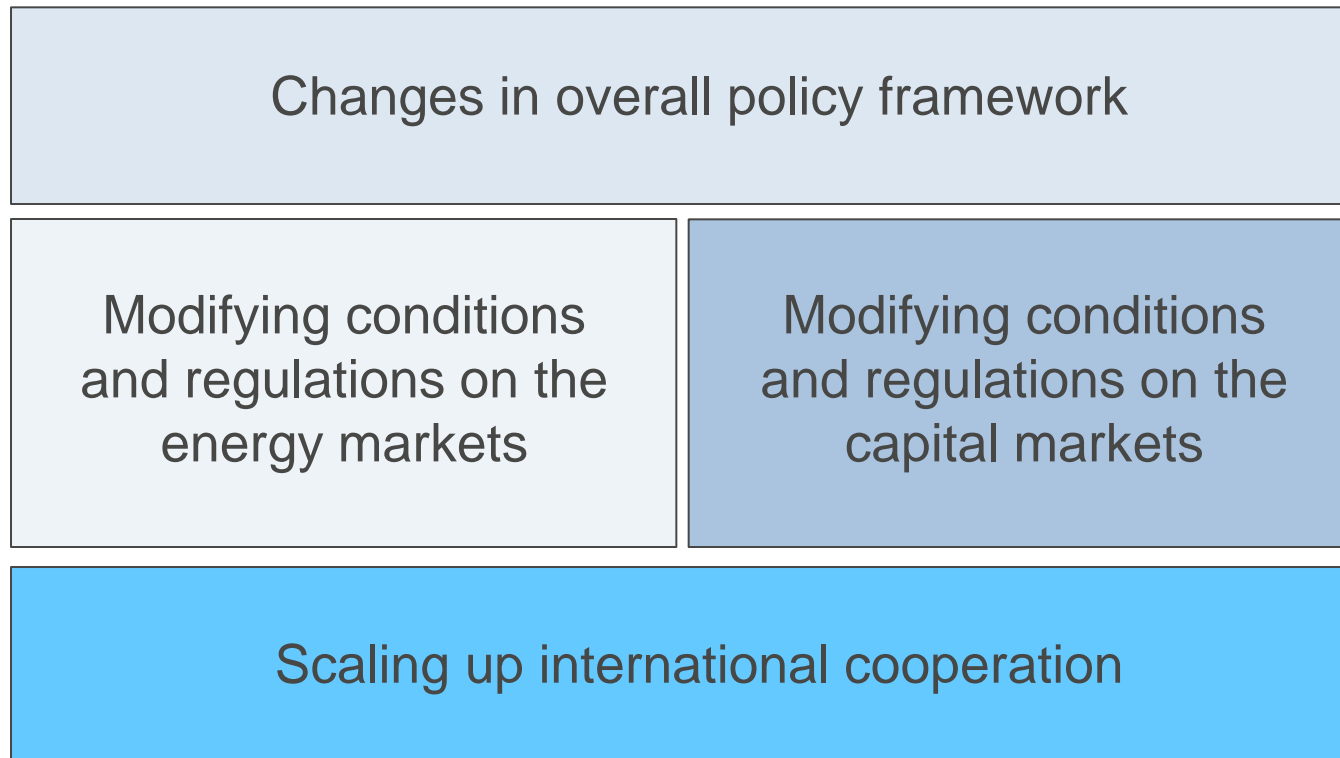 Changes in overall policy framework
Modifying conditions
and regulations on the
energy markets
Modifying conditions
and regulations on the
capital markets
Scaling up international cooperation